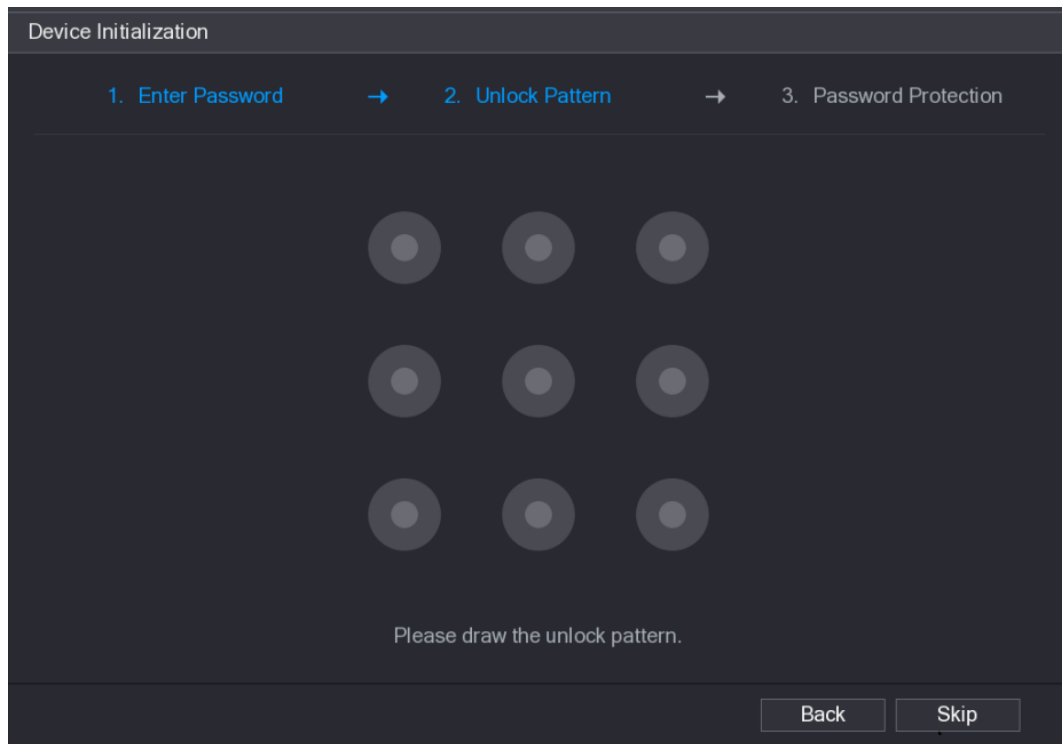 Device Initialization
1. Enter Password → 2. Unlock Pattern → 3. Password Protection
Please draw the unlock pattern.
Back Skip